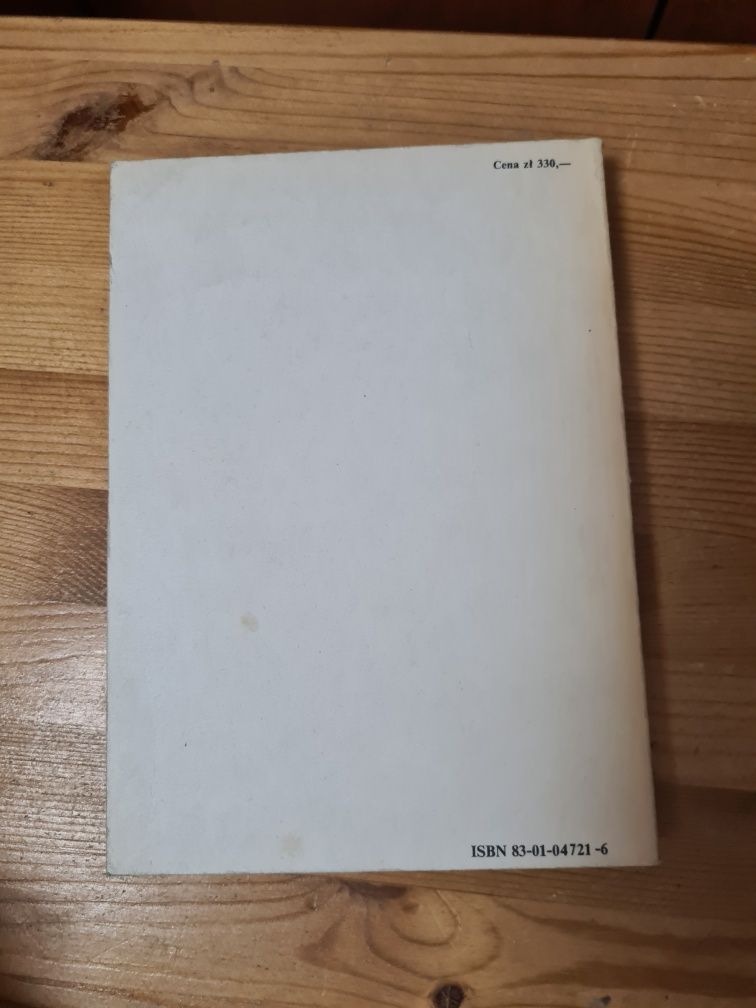 Cena zł 330,—
ISBN 83-01-04721 -6